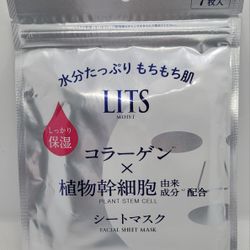 7枚入
水分たっぷり もちもち肌
LITS
MOIST
しっかり
保湿
コラーゲン
×
植物幹細胞 由来成分 配合
PLANT STEM CELL
シートマスク
FACIAL SHEET MASK